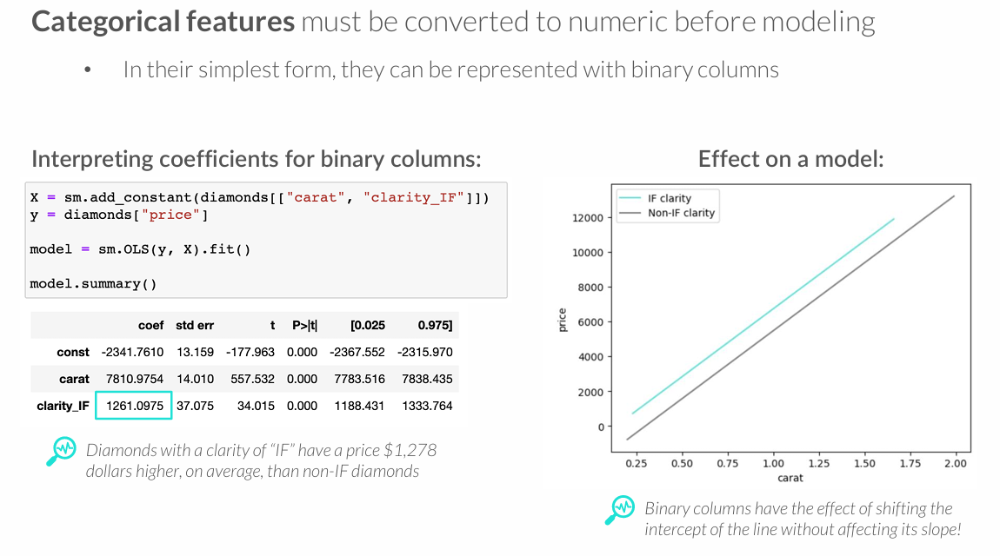 Categorical features must be converted to numeric before modeling
• In their simplest form, they can be represented with binary columns
Interpreting coefficients for binary columns:
X = sm.add_constant(diamonds[["carat", "clarity_IF"]])
y = diamonds["price"]
model = sm.OLS(y, X).fit()
model.summary()
coef std err t P>|t| [0.025 0.975]
const -2341.7610 13.159 -177.963 0.000 -2367.552 -2315.970
carat 7810.9754 14.010 557.532 0.000 7783.516 7838.435
clarity_IF 1261.0975 37.075 34.015 0.000 1188.431 1333.764
Diamonds with a clarity of "IF" have a price $1,278
dollars higher, on average, than non-IF diamonds
Effect on a model:
IF clarity
Non-IF clarity
12000
10000
8000
6000
4000
2000
0
price
0.25 0.50 0.75 1.00 1.25 1.50 1.75 2.00
carat
Binary columns have the effect of shifting the
intercept of the line without affecting its slope!